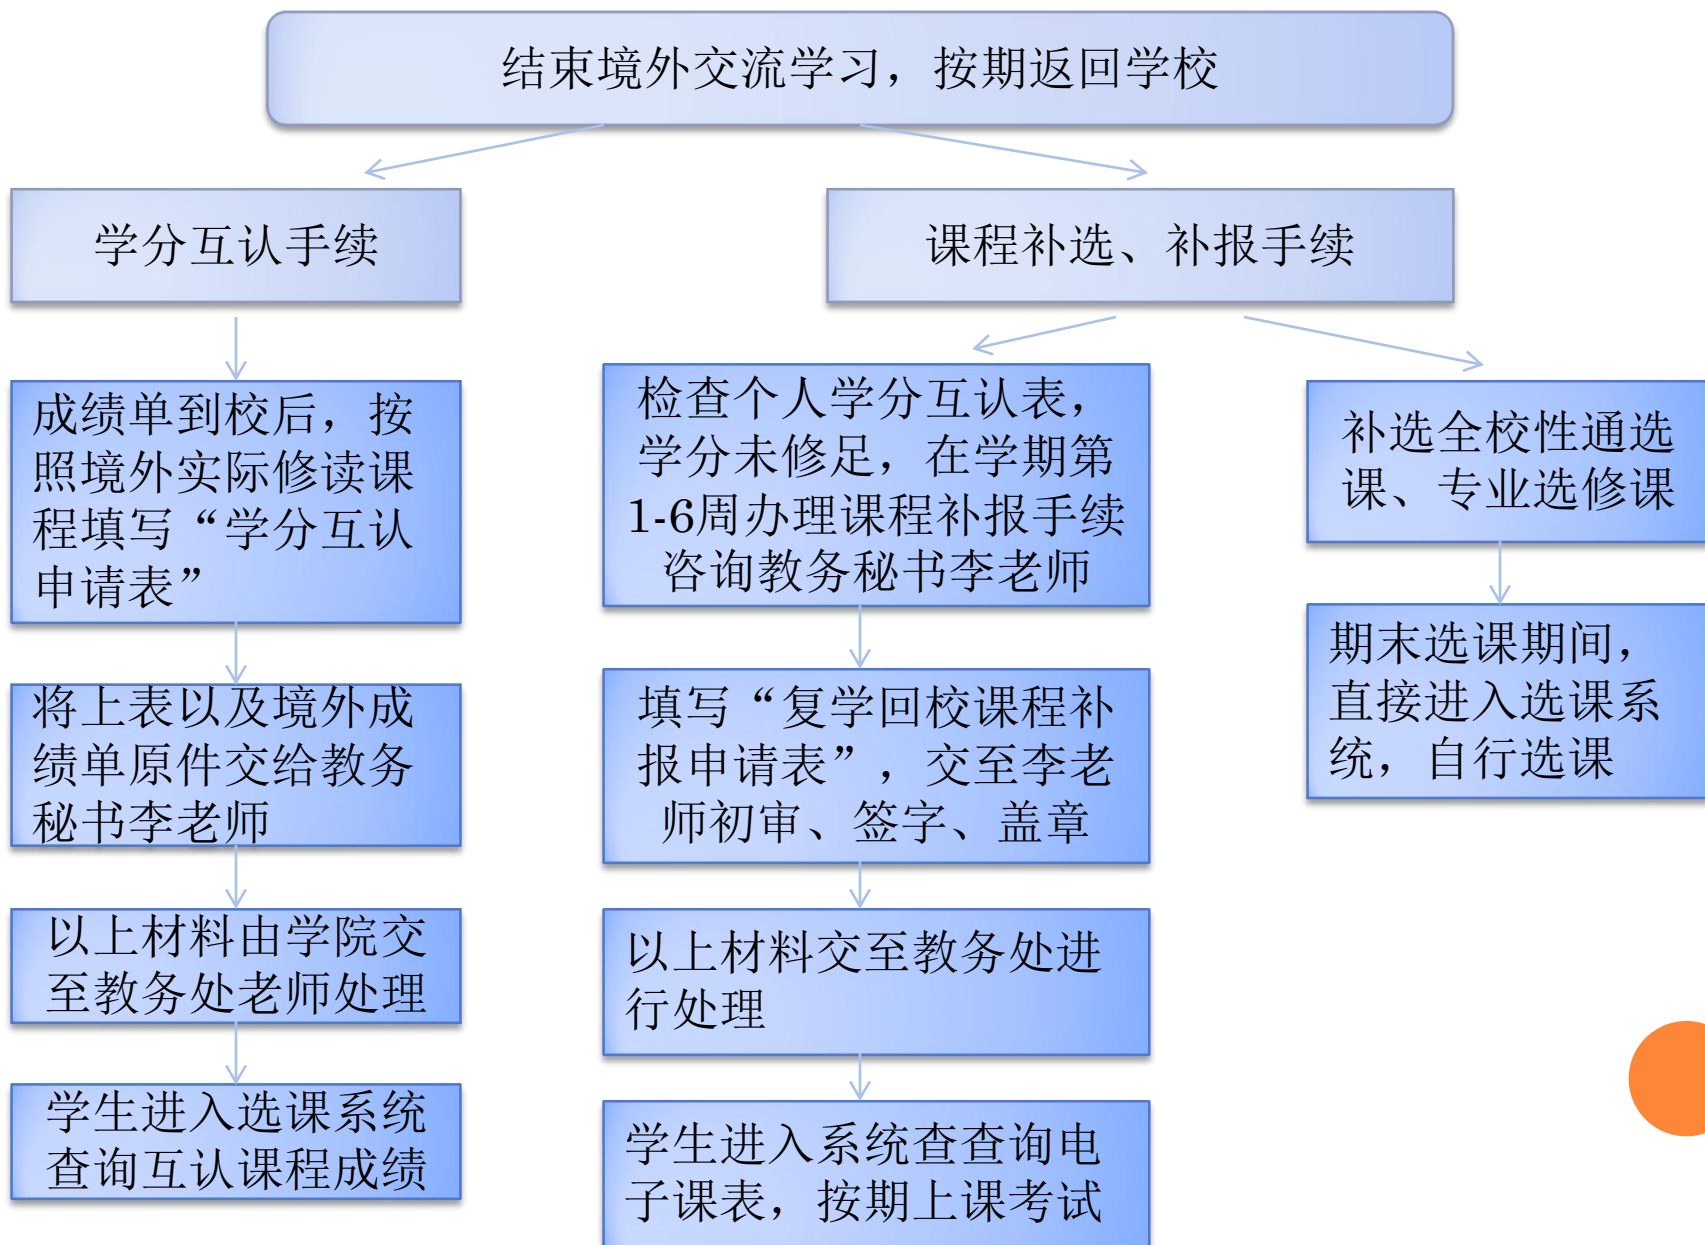 结束境外交流学习，按期返回学校
学分互认手续
课程补选、补报手续
成绩单到校后，按
照境外实际修读课
程填写“学分互认
申请表”
将上表以及境外成
绩单原件交给教务
秘书李老师
以上材料由学院交
至教务处老师处理
学生进入选课系统
查询互认课程成绩
检查个人学分互认表，
学分未修足，在学期第
1-6周办理课程补报手续
咨询教务秘书李老师
填写“复学回校课程补
报申请表”，交至李老
师初审、签字、盖章
以上材料交至教务处进
行处理
学生进入系统查查询电
子课表，按期上课考试
补选全校性通选
课、专业选修课
期末选课期间，
直接进入选课系
统，自行选课